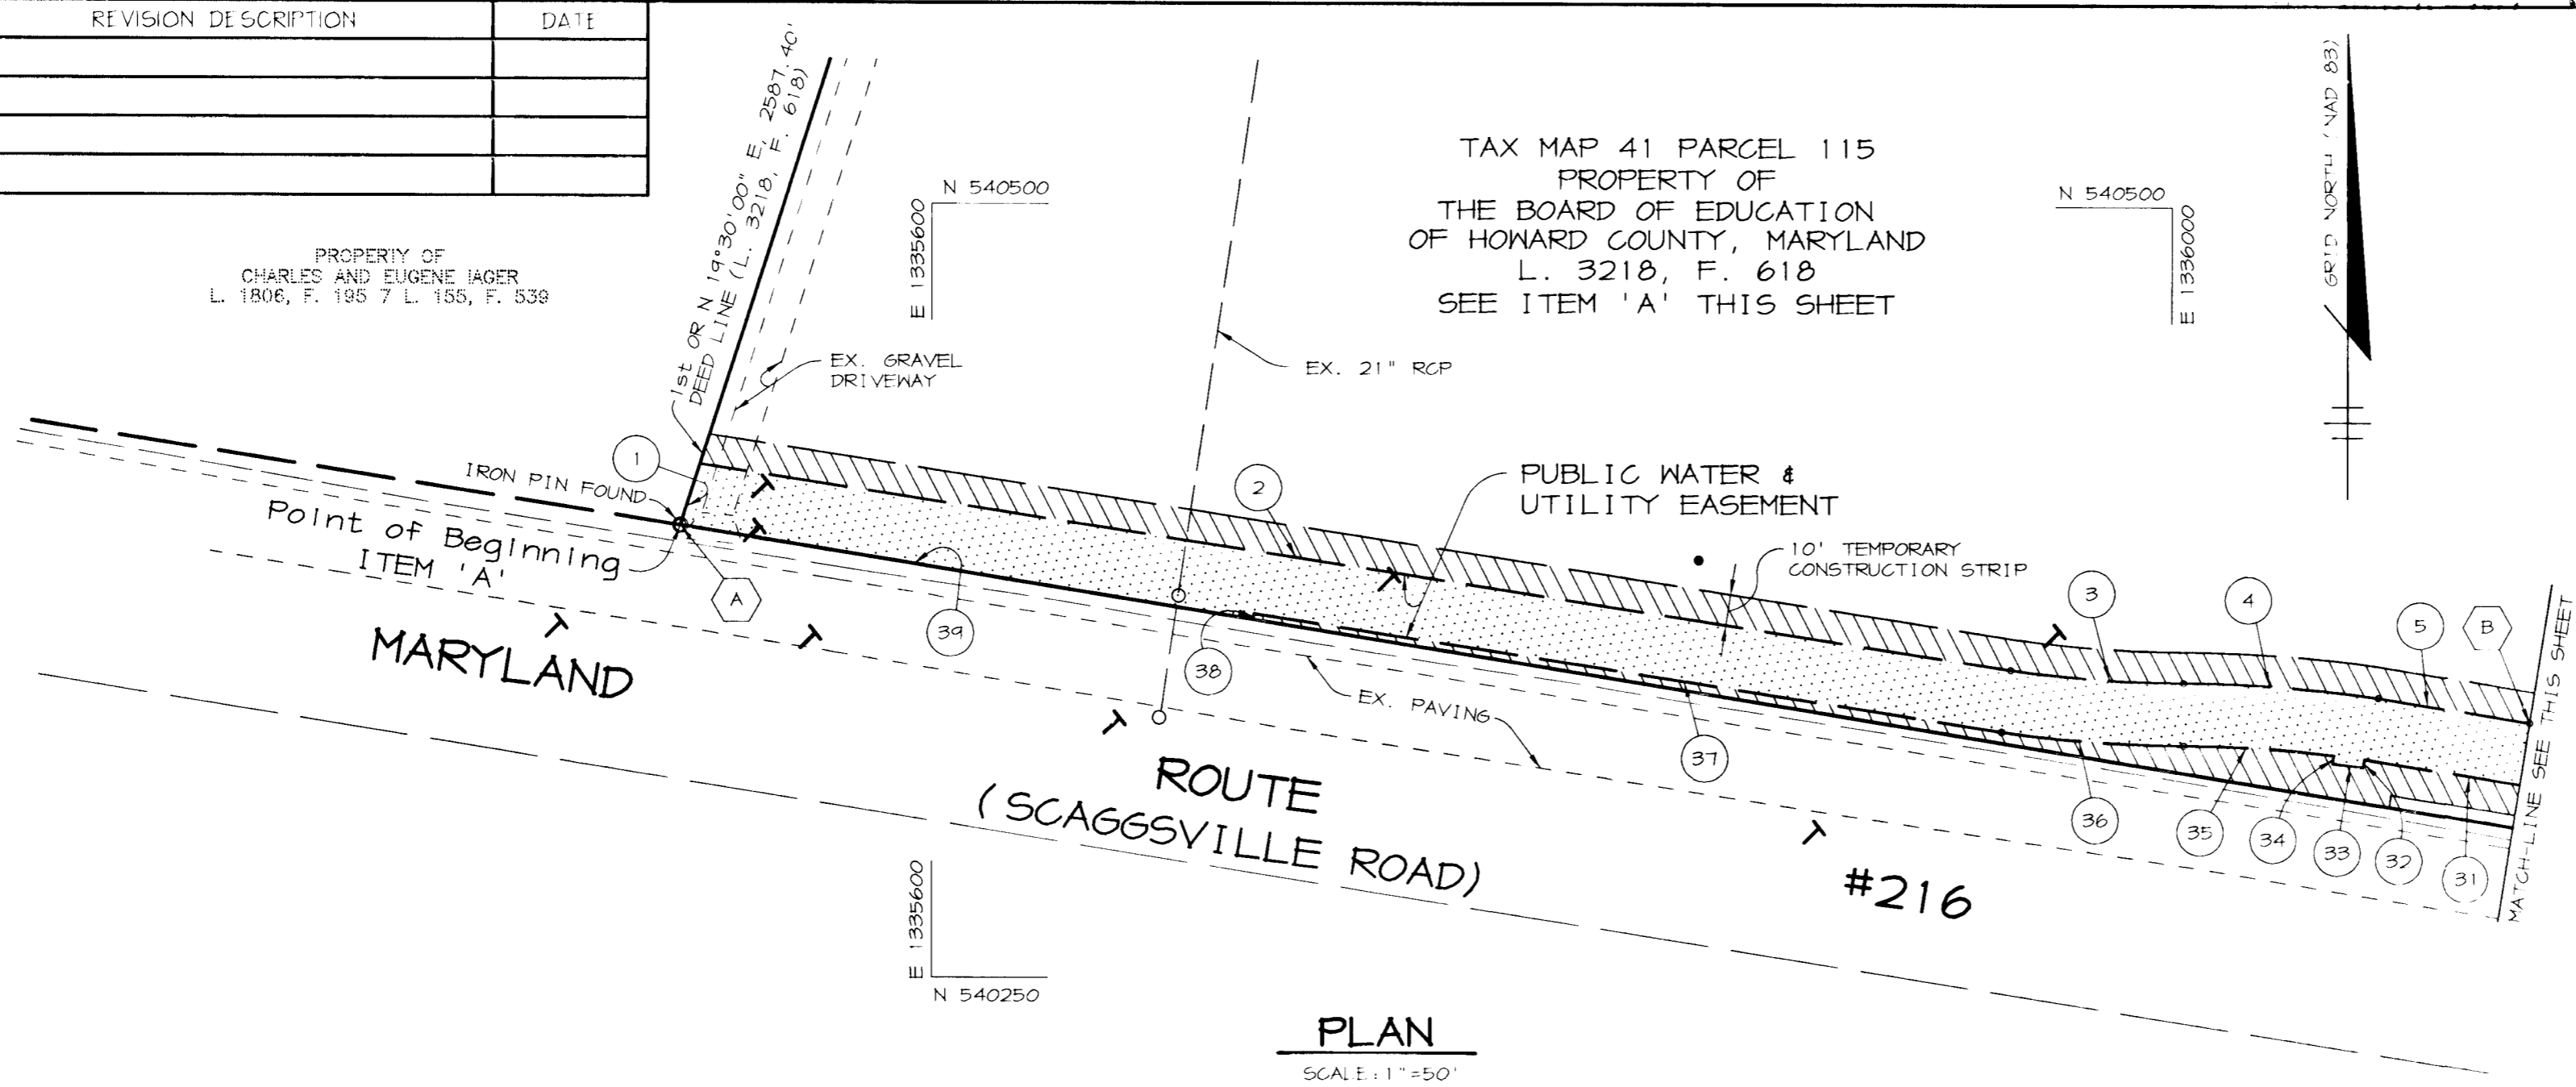 REVISION DESCRIPTION
DATE
1st OR N 19°30'00" E, 2587.40'
DEED LINE (L. 3218, F. 618)
N 540500
E 1335600
TAX MAP 41 PARCEL 115
PROPERTY OF
THE BOARD OF EDUCATION
OF HOWARD COUNTY, MARYLAND
L. 3218, F. 618
SEE ITEM 'A' THIS SHEET
N 540500
E 1336000
GRID NORTH (NAD 83)
PROPERTY OF
CHARLES AND EUGENE IAGER
L. 1806, F. 195 7 L. 155, F. 539
EX. GRAVEL
DRIVEWAY
EX. 21" RCP
1
IRON PIN FOUND
Point of Beginning
ITEM 'A'
2
PUBLIC WATER &
UTILITY EASEMENT
10' TEMPORARY
CONSTRUCTION STRIP
3
4
5
B
A
39
38
EX. PAVING
37
36
35
34
33
32
31
MATCH-LINE SEE THIS SHEET
MARYLAND
ROUTE
(SCAGGSVILLE ROAD)
#216
E 1335600
N 540250
PLAN
SCALE: 1"=50'